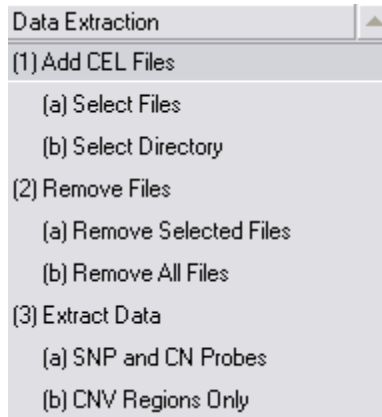 Data Extraction
(1) Add CEL Files
(a) Select Files
(b) Select Directory
(2) Remove Files
(a) Remove Selected Files
(b) Remove All Files
(3) Extract Data
(a) SNP and CN Probes
(b) CNV Regions Only